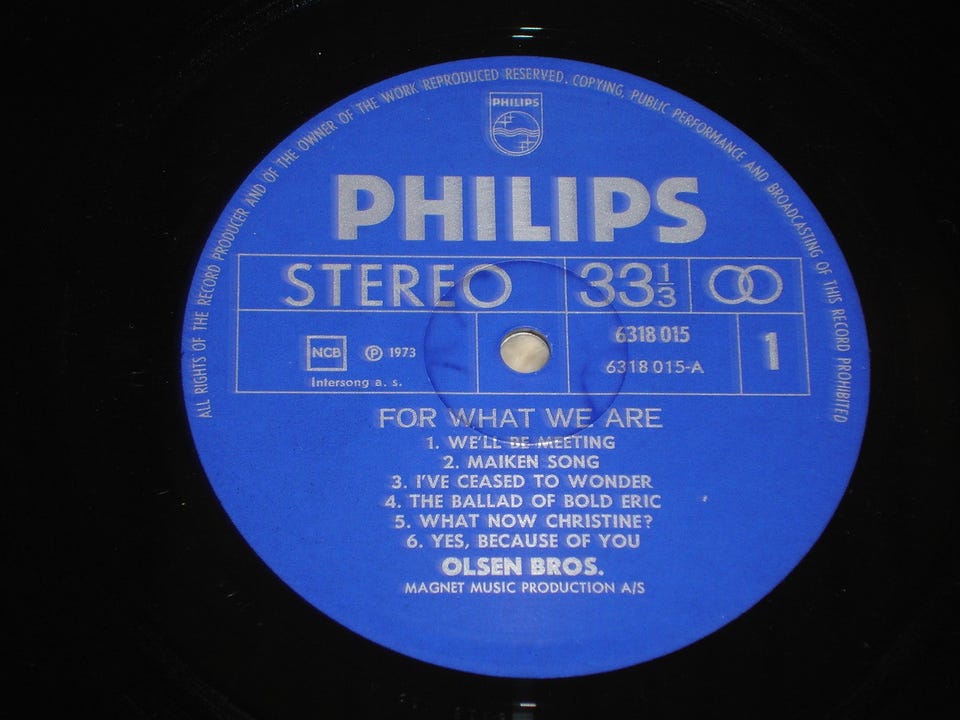 ALL RIGHTS OF THE RECORD PRODUCER AND OF THE OWNER OF THE WORK REPRODUCED RESERVED. COPYING, PUBLIC PERFORMANCE AND BROADCASTING OF THIS RECORD PROHIBITED
PHILIPS
PHILIPS
STEREO 33 1/3
NCB ℗ 1973
Intersong a. s.
6318 015
6318 015-A
1
FOR WHAT WE ARE
1. WE'LL BE MEETING
2. MAIKEN SONG
3. I'VE CEASED TO WONDER
4. THE BALLAD OF BOLD ERIC
5. WHAT NOW CHRISTINE?
6. YES, BECAUSE OF YOU
OLSEN BROS.
MAGNET MUSIC PRODUCTION A/S